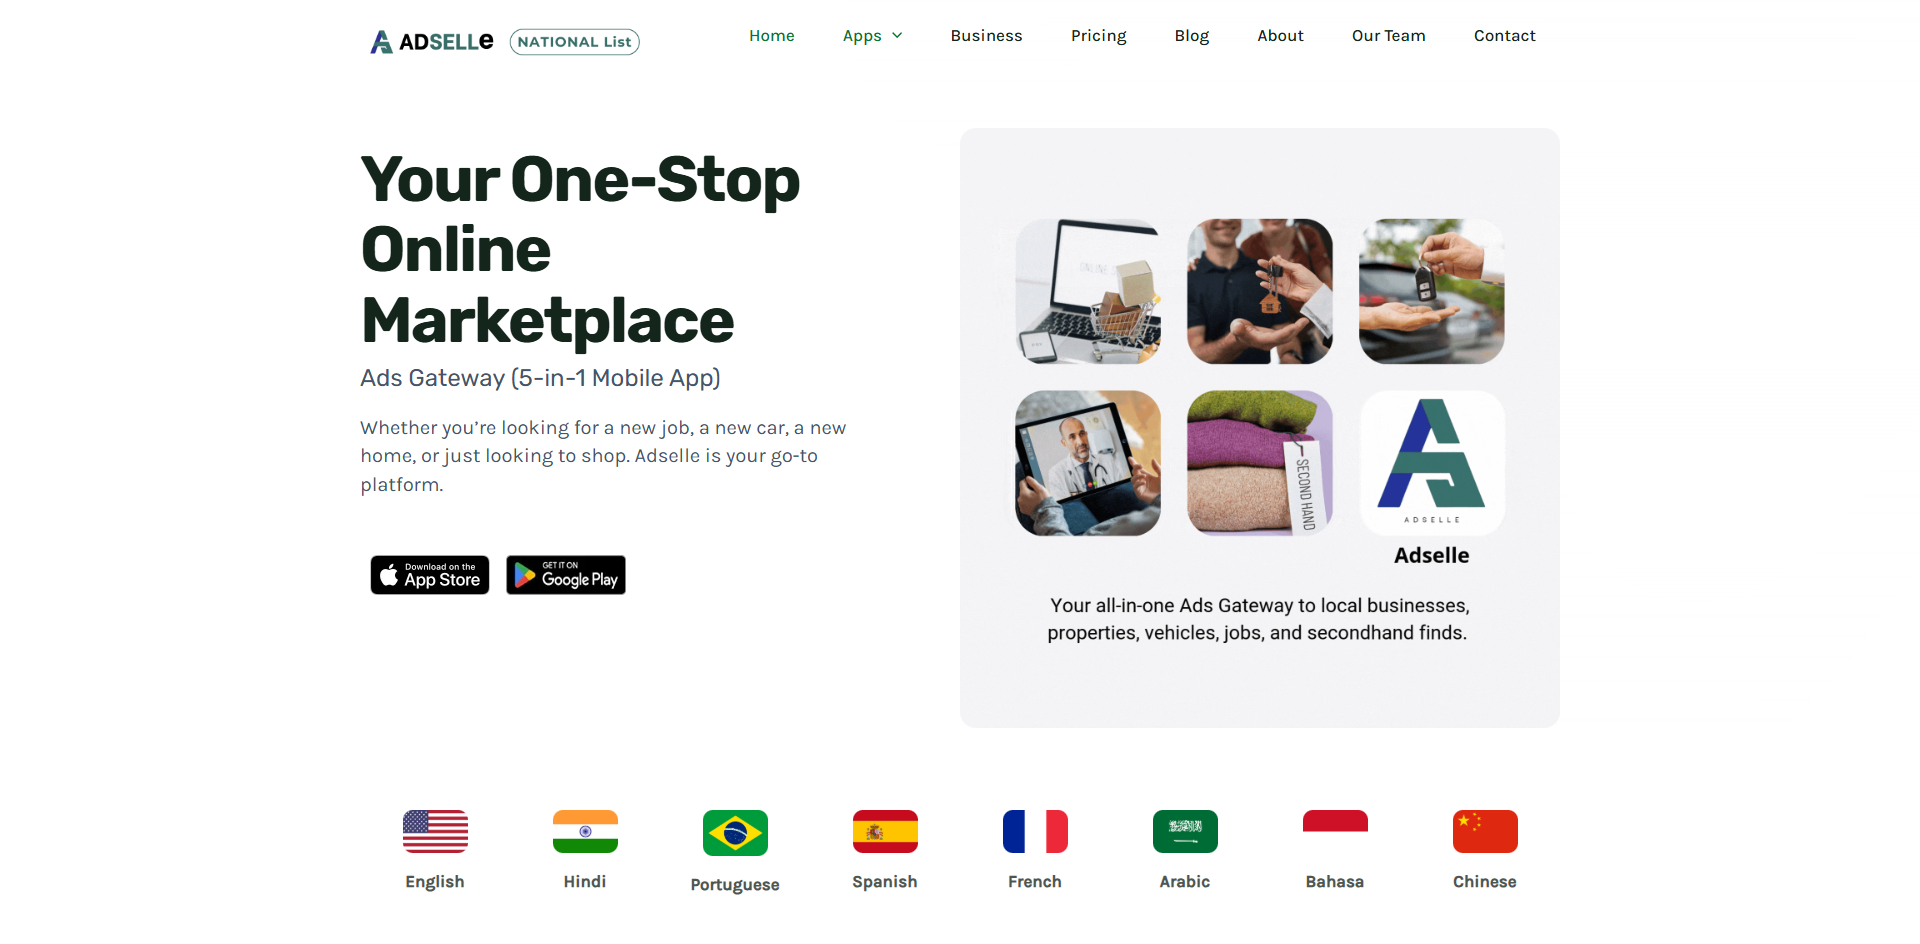 ADSELLe
NATIONAL List
Home
Apps
Business
Pricing
Blog
About
Our Team
Contact
Your One-Stop
Online
Marketplace
Ads Gateway (5-in-1 Mobile App)
Whether you’re looking for a new job, a new car, a new
home, or just looking to shop. Adselle is your go-to
platform.
Download on the
App Store
GET IT ON
Google Play
SECOND HAND
ADSELLE
Adselle
Your all-in-one Ads Gateway to local businesses,
properties, vehicles, jobs, and secondhand finds.
English
Hindi
Portuguese
Spanish
French
Arabic
Bahasa
Chinese